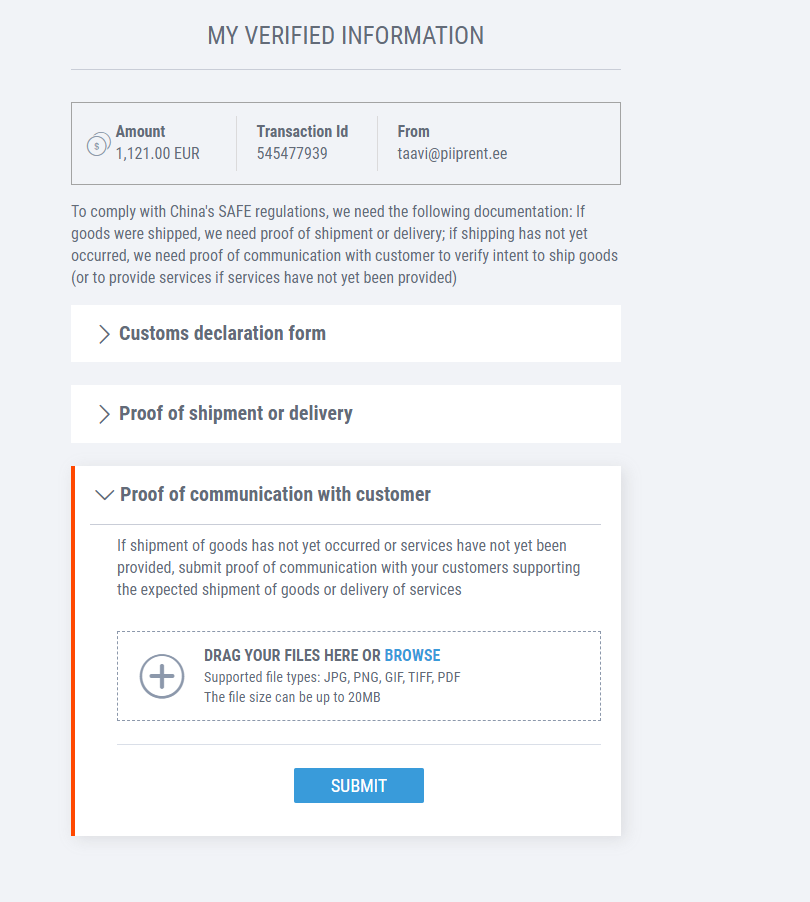 MY VERIFIED INFORMATION
Amount
1,121.00 EUR
Transaction Id
545477939
From
taavi@piiprent.ee
To comply with China's SAFE regulations, we need the following documentation: If
goods were shipped, we need proof of shipment or delivery; if shipping has not yet
occurred, we need proof of communication with customer to verify intent to ship goods
(or to provide services if services have not yet been provided)
Customs declaration form
Proof of shipment or delivery
Proof of communication with customer
If shipment of goods has not yet occurred or services have not yet been
provided, submit proof of communication with your customers supporting
the expected shipment of goods or delivery of services
DRAG YOUR FILES HERE OR BROWSE
Supported file types: JPG, PNG, GIF, TIFF, PDF
The file size can be up to 20MB
SUBMIT